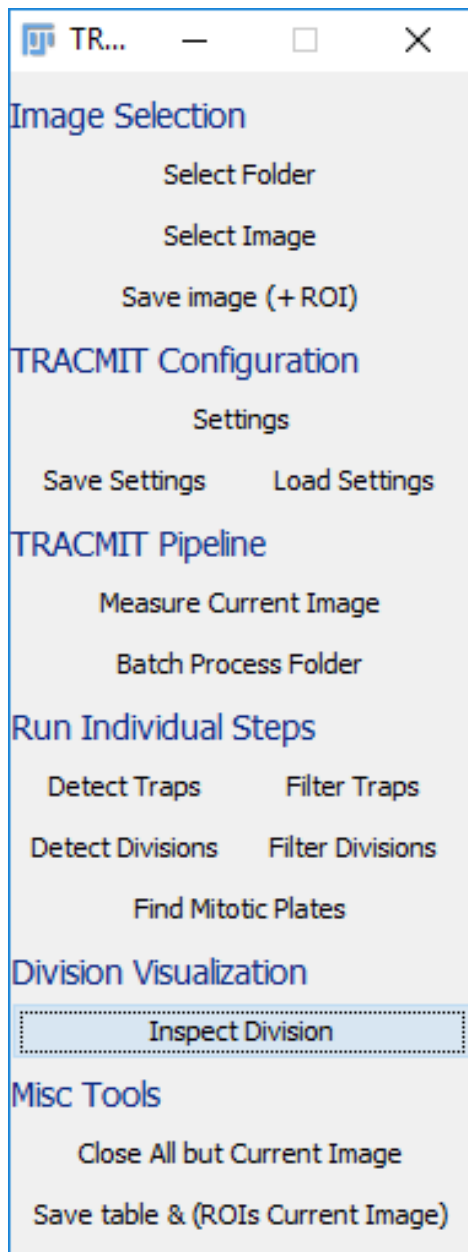 TR...
Image Selection
Select Folder
Select Image
Save image (+ ROI)
TRACMIT Configuration
Settings
Save Settings Load Settings
TRACMIT Pipeline
Measure Current Image
Batch Process Folder
Run Individual Steps
Detect Traps Filter Traps
Detect Divisions Filter Divisions
Find Mitotic Plates
Division Visualization
Inspect Division
Misc Tools
Close All but Current Image
Save table & (ROIs Current Image)